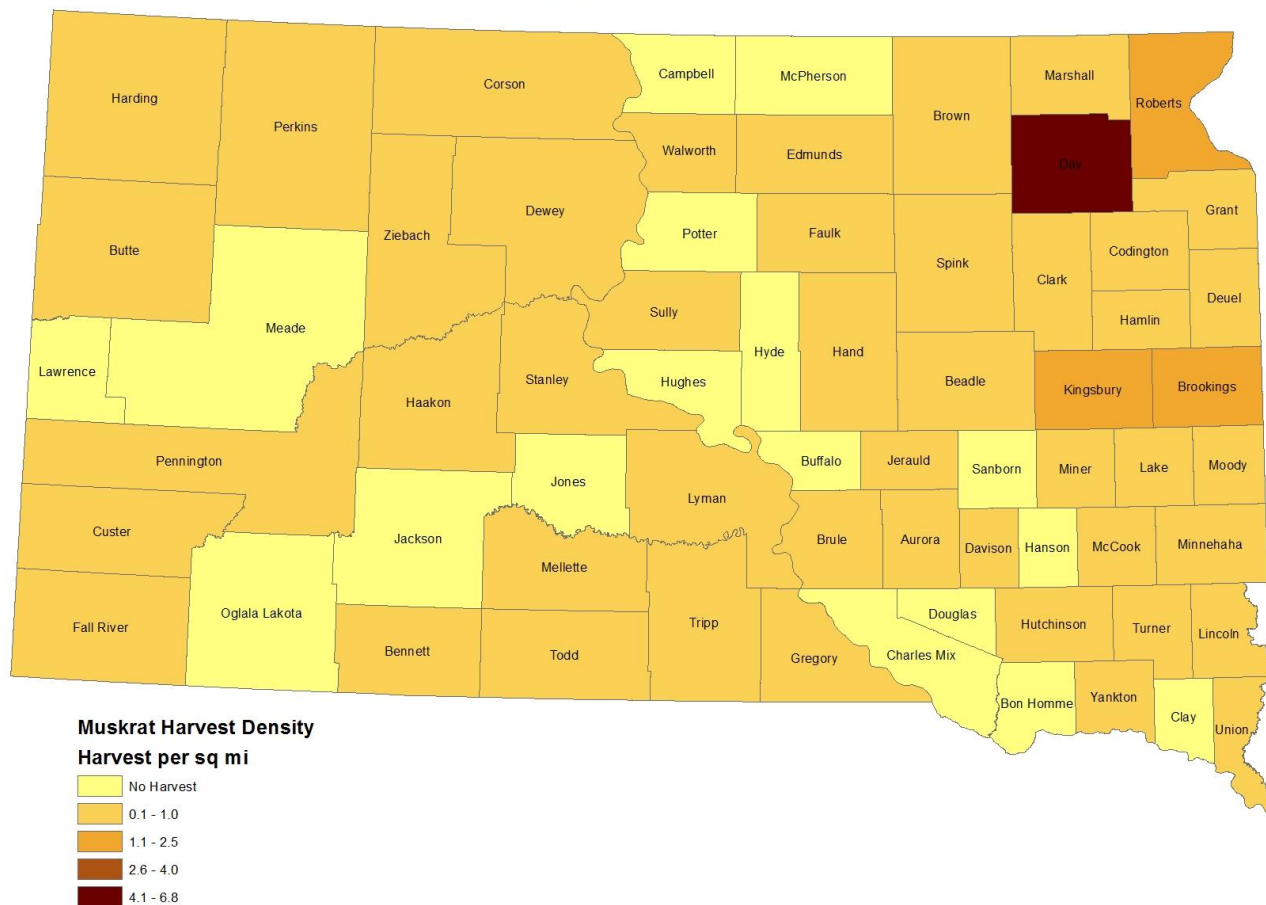 Campbell
McPherson
Marshall
Roberts
Harding
Corson
Perkins
Brown
Walworth
Edmunds
Day
Dewey
Grant
Butte
Ziebach
Potter
Faulk
Spink
Codington
Clark
Deuel
Meade
Sully
Hamlin
Lawrence
Stanley
Hughes
Hyde
Hand
Beadle
Kingsbury
Brookings
Haakon
Pennington
Buffalo
Jerauld
Sanborn
Miner
Lake
Moody
Jones
Lyman
Custer
Jackson
Brule
Aurora
Davison
Hanson
McCook
Minnehaha
Mellette
Oglala Lakota
Douglas
Fall River
Tripp
Hutchinson
Turner
Lincoln
Bennett
Todd
Gregory
Charles Mix
Bon Homme
Yankton
Clay
Union
Muskrat Harvest Density
Harvest per sq mi
No Harvest
0.1 - 1.0
1.1 - 2.5
2.6 - 4.0
4.1 - 6.8